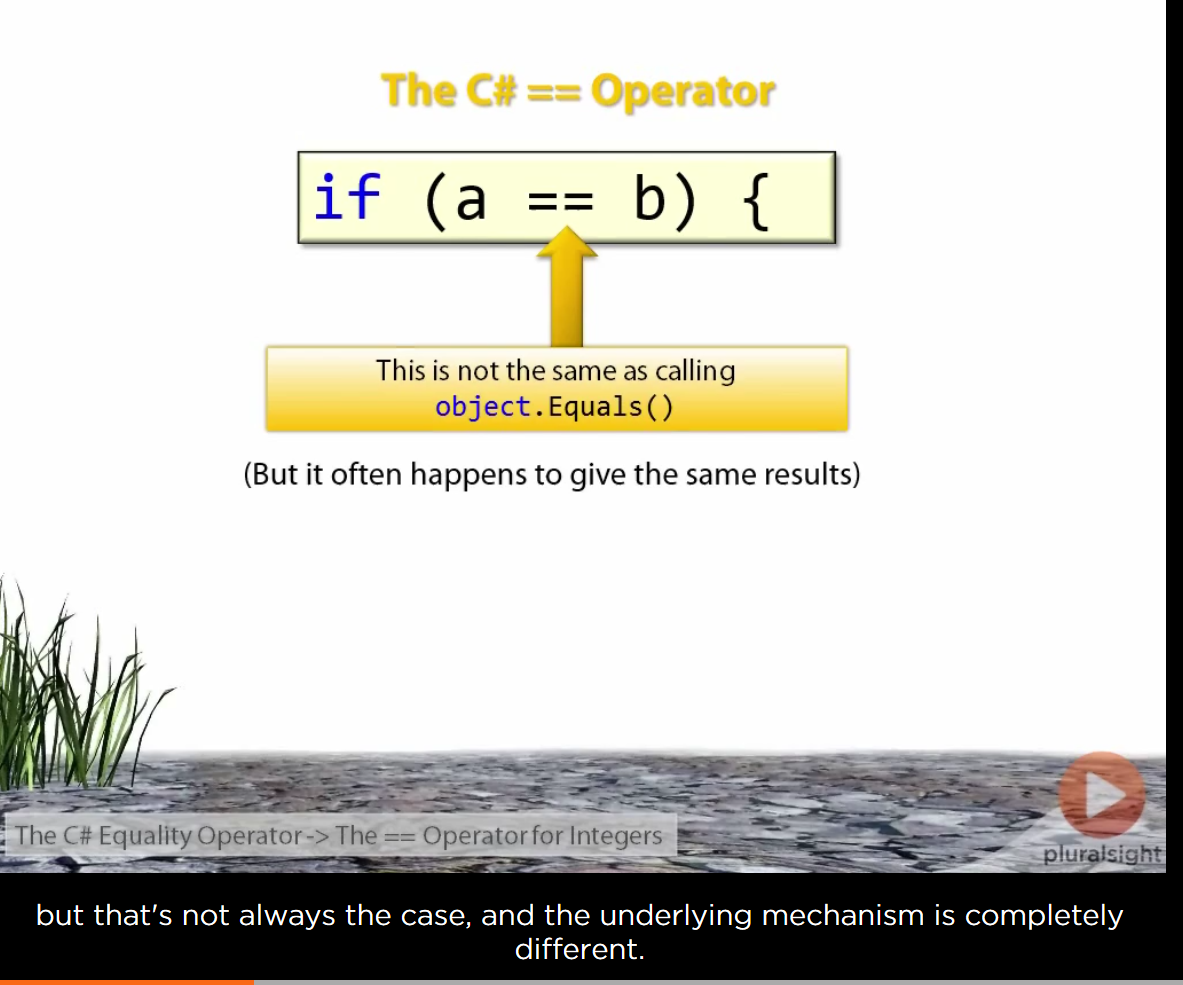 The C# == Operator
if (a == b) {
This is not the same as calling
object.Equals()
(But it often happens to give the same results)
The C# Equality Operator -> The == Operator for Integers
pluralsight
but that's not always the case, and the underlying mechanism is completely
different.